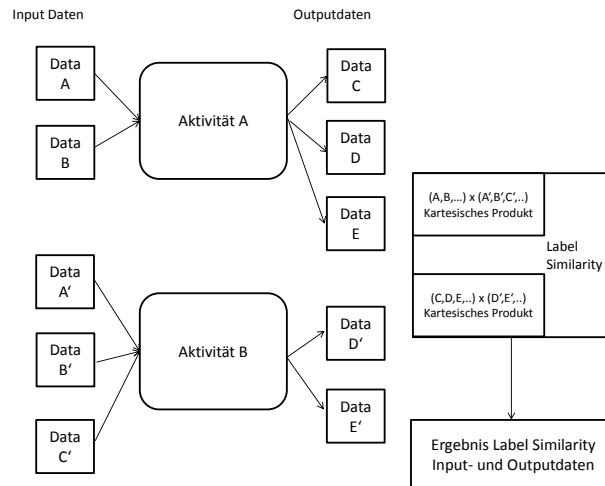 Input Daten
Outputdaten
Data
A
Data
B
Aktivität A
Data
C
Data
D
Data
E
Data
A‘
Data
B‘
Data
C‘
Aktivität B
Data
D‘
Data
E‘
(A,B,...) x (A‘,B‘,C‘,..)
Kartesisches Produkt
Label
Similarity
(C,D,E,..) x (D‘,E‘,..)
Kartesisches Produkt
Ergebnis Label Similarity
Input- und Outputdaten